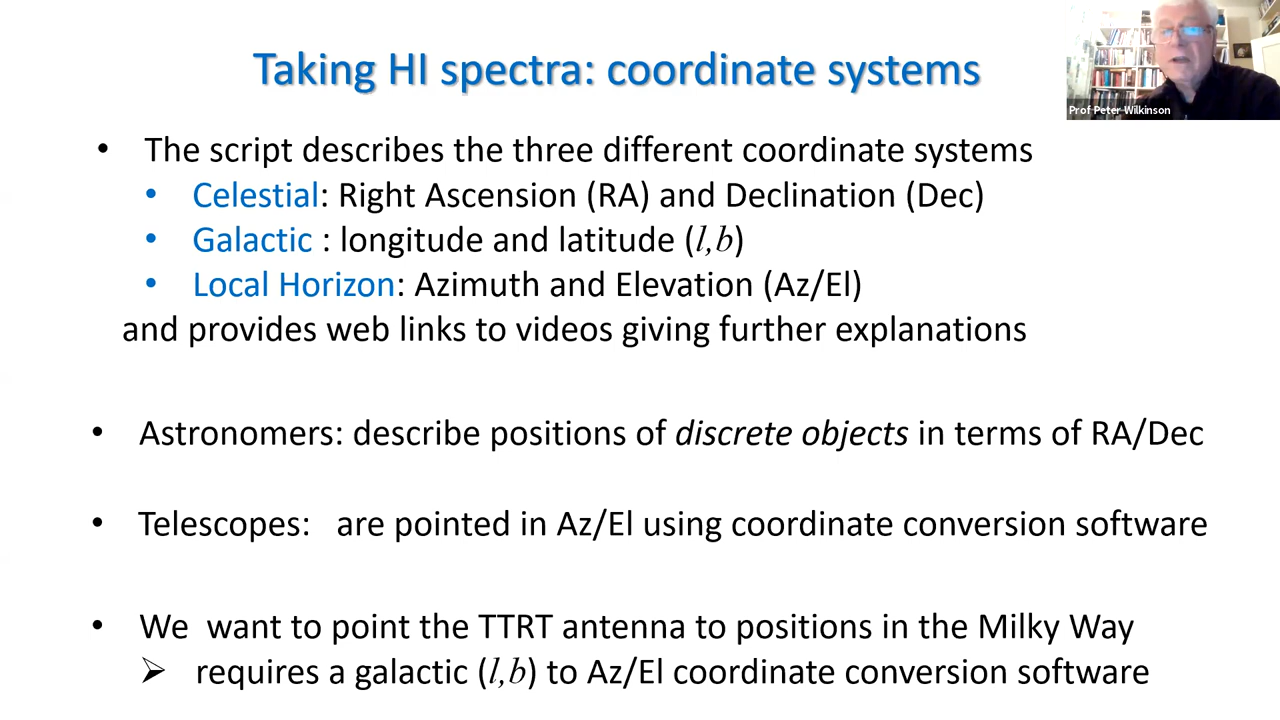 Taking HI spectra: coordinate systems
Prof Peter Wilkinson
• The script describes the three different coordinate systems
• Celestial: Right Ascension (RA) and Declination (Dec)
• Galactic : longitude and latitude (l,b)
• Local Horizon: Azimuth and Elevation (Az/El)
and provides web links to videos giving further explanations
• Astronomers: describe positions of discrete objects in terms of RA/Dec
• Telescopes: are pointed in Az/El using coordinate conversion software
• We want to point the TTRT antenna to positions in the Milky Way
➢ requires a galactic (l,b) to Az/El coordinate conversion software